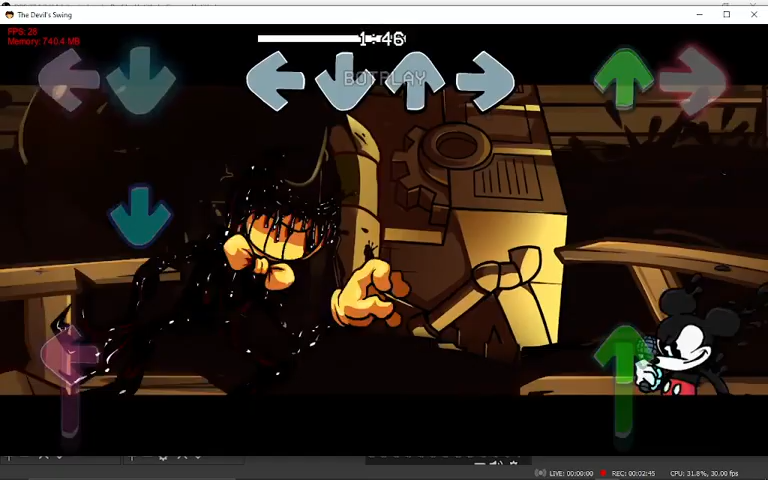 The Devil's Swing
FPS: 28
Memory: 740.4 MB
1:46
BOTPLAY
LIVE: 00:00:00
REC: 00:02:45
CPU: 31.8%, 30.00 fps